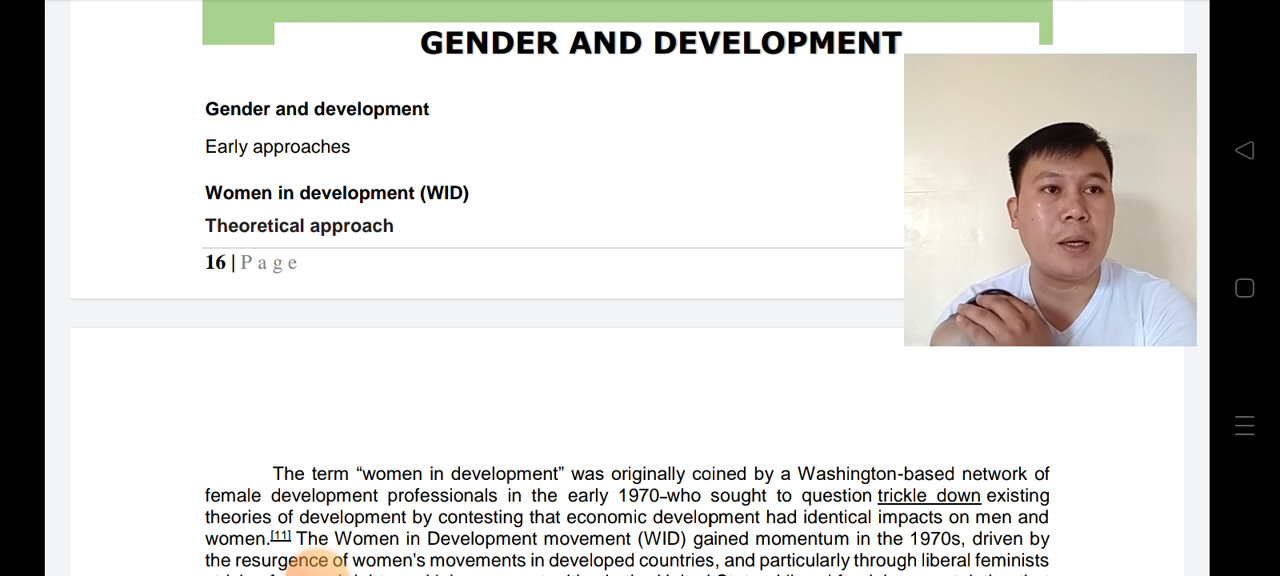 GENDER AND DEVELOPMENT
Gender and development
Early approaches
Women in development (WID)
Theoretical approach
16 | P a g e
The term “women in development” was originally coined by a Washington-based network of
female development professionals in the early 1970–who sought to question trickle down existing
theories of development by contesting that economic development had identical impacts on men and
women.[11] The Women in Development movement (WID) gained momentum in the 1970s, driven by
the resurgence of women's movements in developed countries, and particularly through liberal feminists